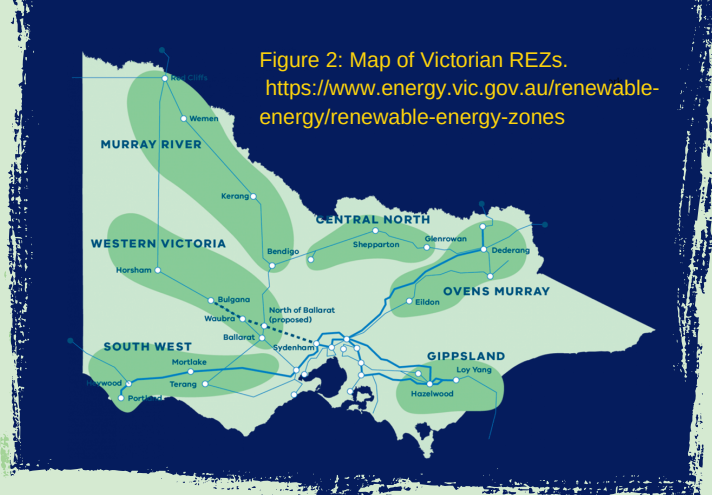 Figure 2: Map of Victorian REZs.
https://www.energy.vic.gov.au/renewable-
energy/renewable-energy-zones
Red Cliffs
Wemen
MURRAY RIVER
Kerang
CENTRAL NORTH
WESTERN VICTORIA
Shepparton
Glenrowan
Bendigo
Dederang
Horsham
OVENS MURRAY
Bulgana
Eildon
North of Ballarat
(proposed)
Waubra
Ballarat
Sydenham
SOUTH WEST
GIPPSLAND
Mortlake
Loy Yang
Heywood
Terang
Hazelwood
Portland